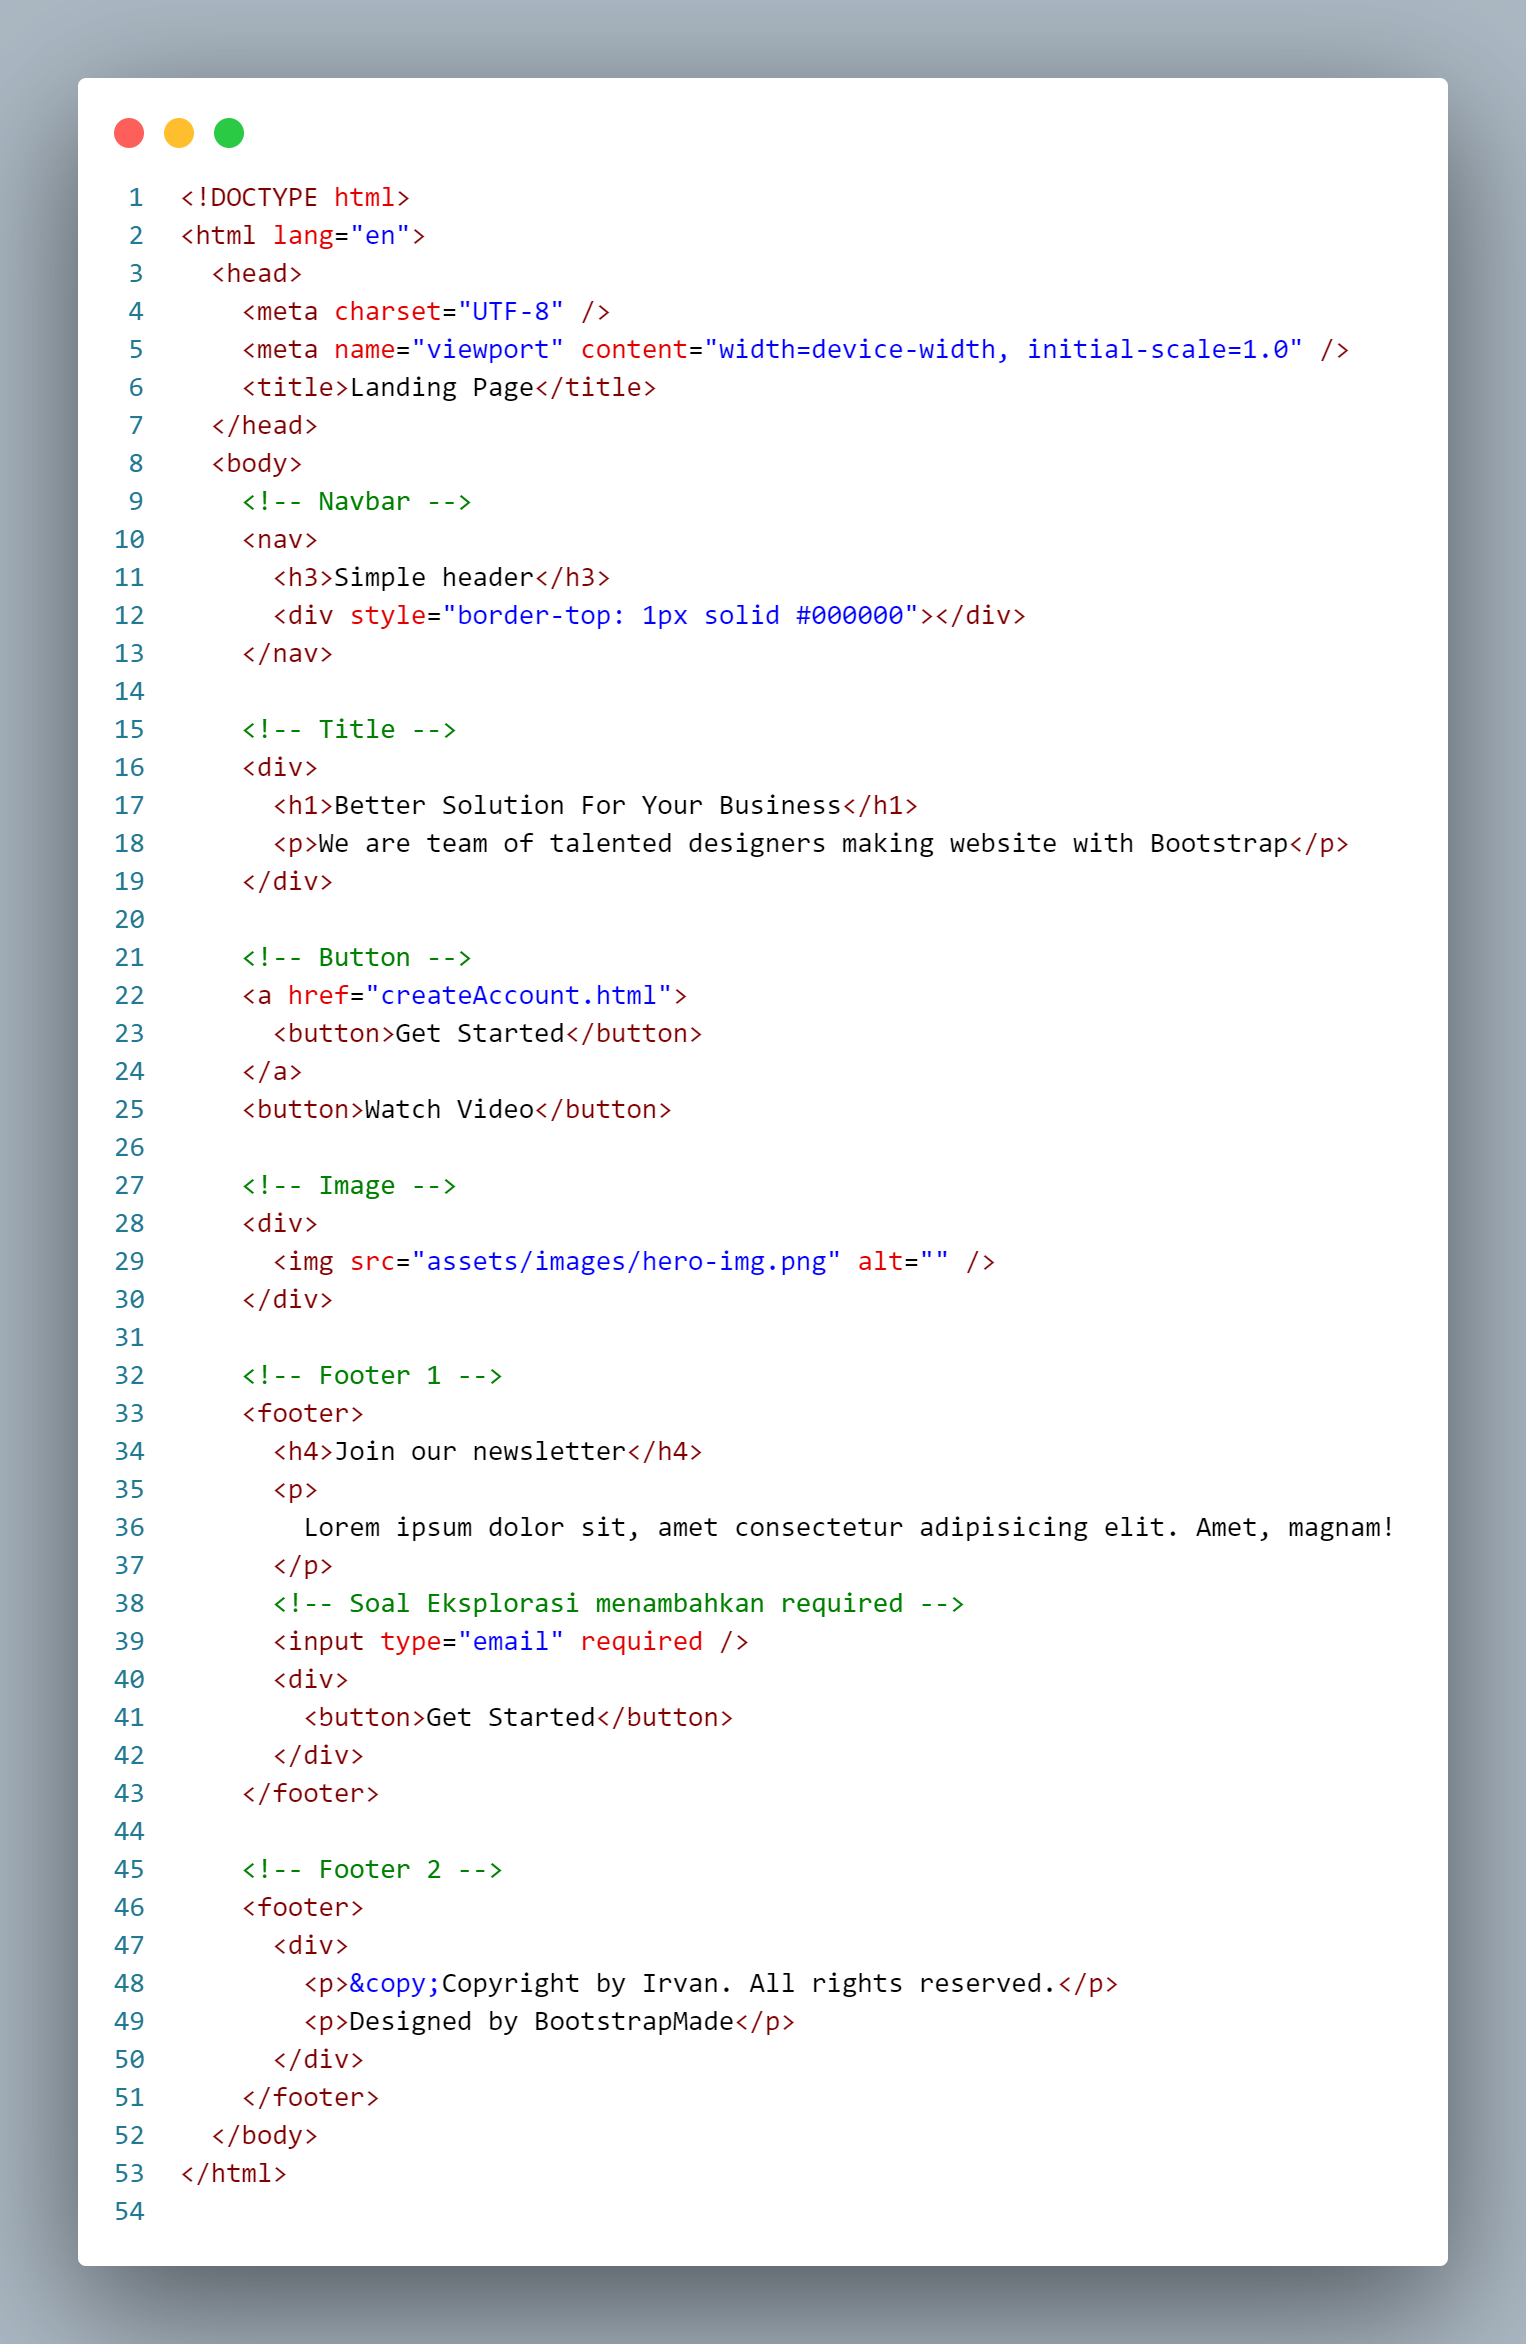 1 <!DOCTYPE html>
2 <html lang="en">
3   <head>
4     <meta charset="UTF-8" />
5     <meta name="viewport" content="width=device-width, initial-scale=1.0" />
6     <title>Landing Page</title>
7   </head>
8   <body>
9     <!-- Navbar -->
10     <nav>
11       <h3>Simple header</h3>
12       <div style="border-top: 1px solid #000000"></div>
13     </nav>
14
15     <!-- Title -->
16     <div>
17       <h1>Better Solution For Your Business</h1>
18       <p>We are team of talented designers making website with Bootstrap</p>
19     </div>
20
21     <!-- Button -->
22     <a href="createAccount.html">
23       <button>Get Started</button>
24     </a>
25     <button>Watch Video</button>
26
27     <!-- Image -->
28     <div>
29       <img src="assets/images/hero-img.png" alt="" />
30     </div>
31
32     <!-- Footer 1 -->
33     <footer>
34       <h4>Join our newsletter</h4>
35       <p>
36         Lorem ipsum dolor sit, amet consectetur adipisicing elit. Amet, magnam!
37       </p>
38       <!-- Soal Eksplorasi menambahkan required -->
39       <input type="email" required />
40       <div>
41         <button>Get Started</button>
42       </div>
43     </footer>
44
45     <!-- Footer 2 -->
46     <footer>
47       <div>
48         <p>&copy;Copyright by Irvan. All rights reserved.</p>
49         <p>Designed by BootstrapMade</p>
50       </div>
51     </footer>
52   </body>
53 </html>
54